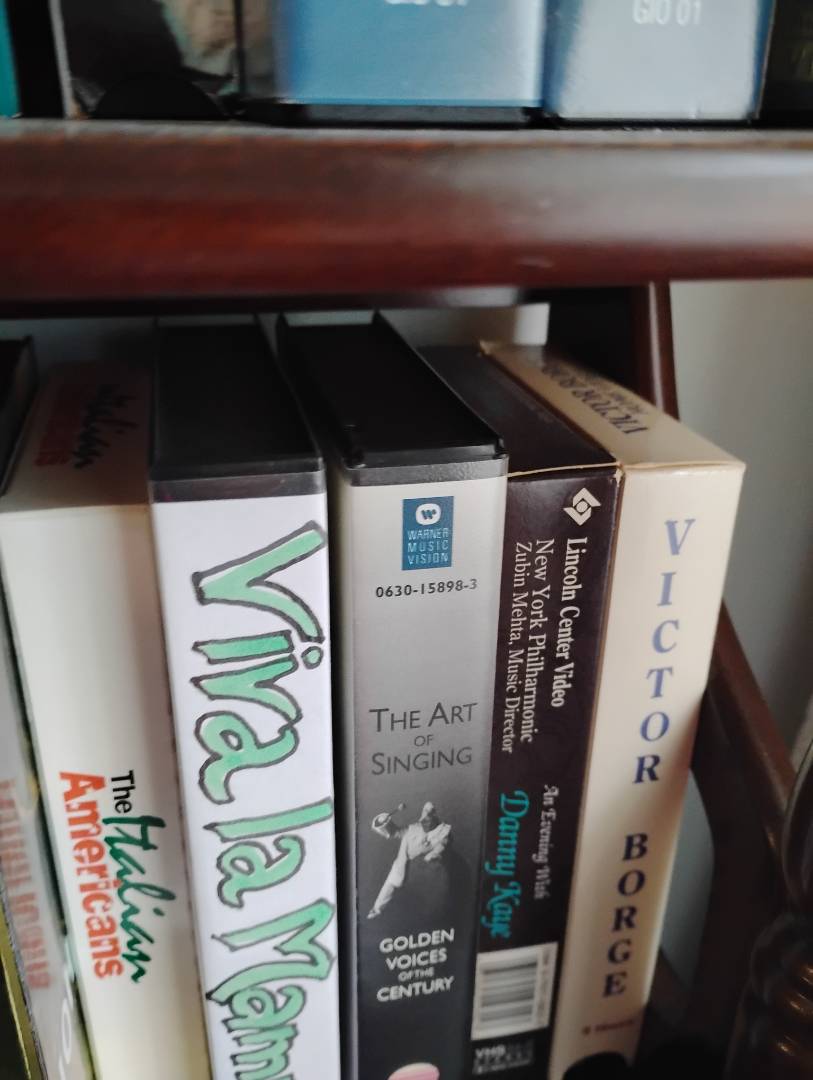 GIO 01
The Italian
Americans
Viva la Mam
WARNER
MUSIC
VISION
0630-15898-3
THE ART
OF
SINGING
GOLDEN
VOICES
OF THE
CENTURY
Lincoln Center Video
New York Philharmonic
Zubin Mehta, Music Director
An Evening With
Danny Kaye
VHS
VICTOR BORGE